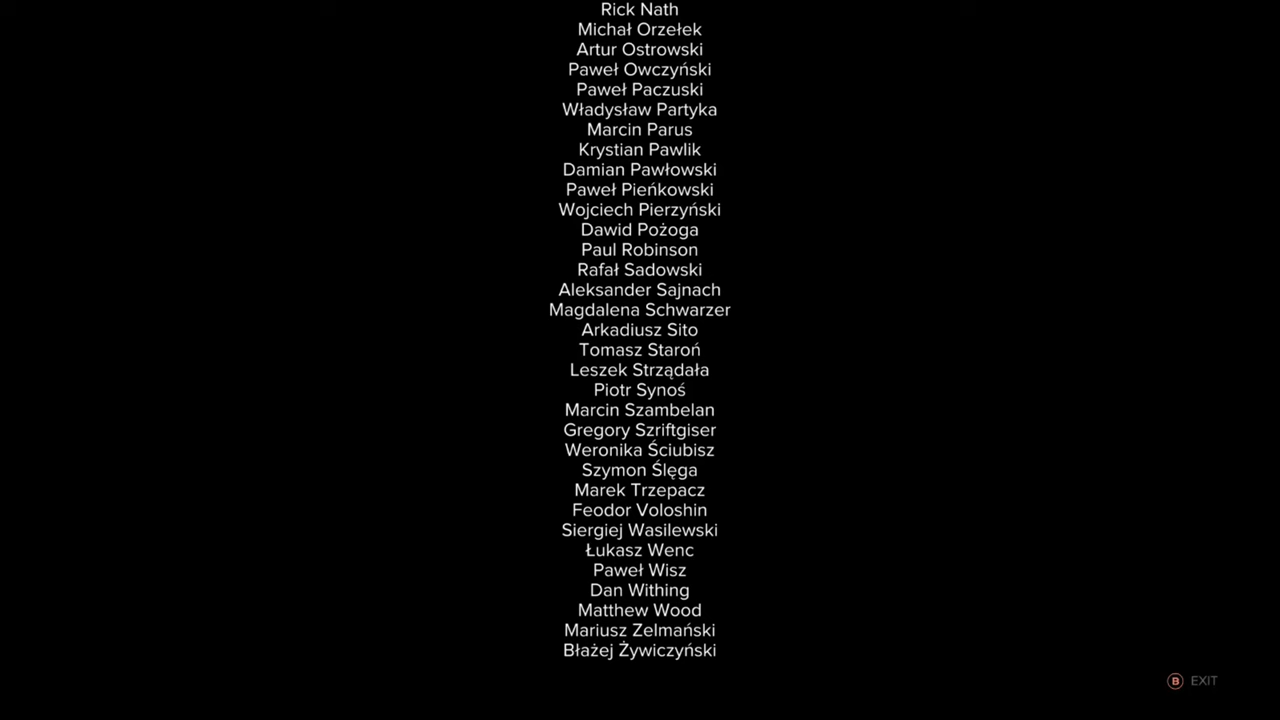 Rick Nath
Michał Orzełek
Artur Ostrowski
Paweł Owczyński
Paweł Paczuski
Władysław Partyka
Marcin Parus
Krystian Pawlik
Damian Pawłowski
Paweł Pieńkowski
Wojciech Pierzyński
Dawid Pożoga
Paul Robinson
Rafał Sadowski
Aleksander Sajnach
Magdalena Schwarzer
Arkadiusz Sito
Tomasz Staroń
Leszek Strządała
Piotr Synoś
Marcin Szambelan
Gregory Szriftgiser
Weronika Ściubisz
Szymon Ślęga
Marek Trzepacz
Feodor Voloshin
Siergiej Wasilewski
Łukasz Wenc
Paweł Wisz
Dan Withing
Matthew Wood
Mariusz Zelmański
Błażej Żywiczyński
B EXIT